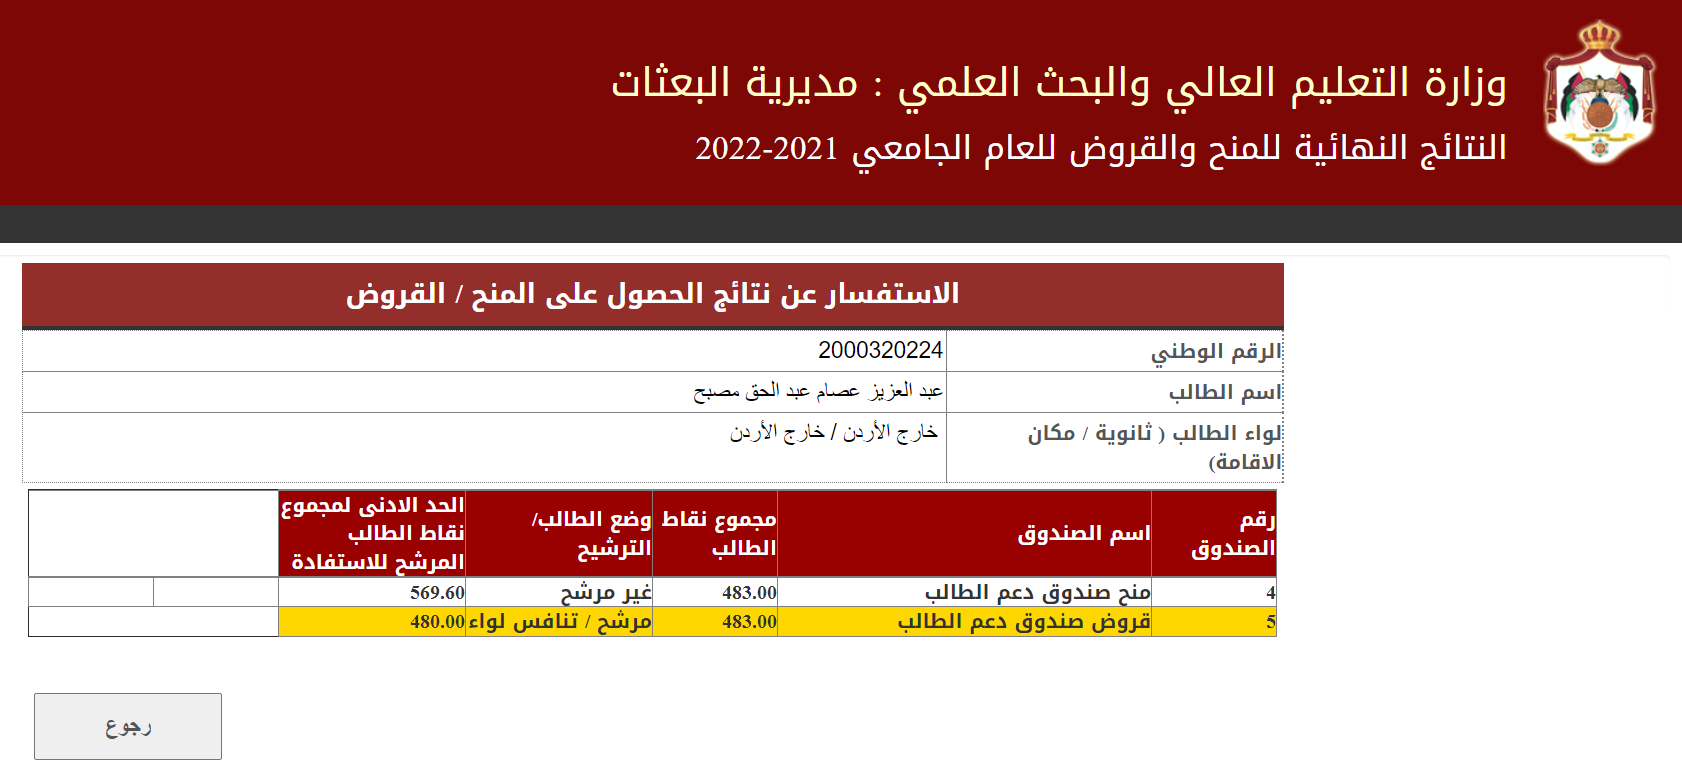 وزارة التعليم العالي والبحث العلمي : مديرية البعثات
النتائج النهائية للمنح والقروض للعام الجامعي 2021-2022
الاستفسار عن نتائج الحصول على المنح / القروض
الرقم الوطني 2000320224
اسم الطالب عبد العزيز عصام عبد الحق مصبح
لواء الطالب ( ثانوية / مكان الاقامة) خارج الأردن / خارج الأردن
رقم الصندوق اسم الصندوق مجموع نقاط الطالب وضع الطالب/ الترشيح الحد الادنى لمجموع نقاط الطالب المرشح للاستفادة
4 منح صندوق دعم الطالب 483.00 غير مرشح 569.60
5 قروض صندوق دعم الطالب 483.00 مرشح / تنافس لواء 480.00
رجوع